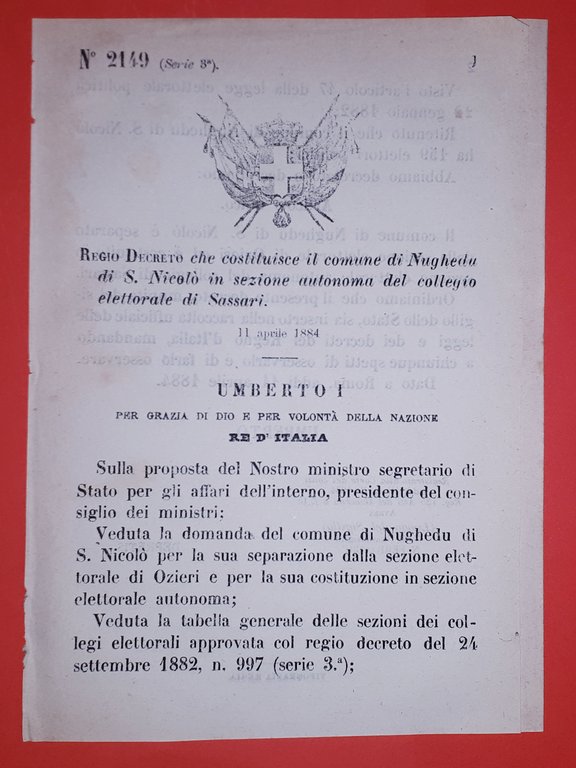 N° 2149 (Serie 3ª).
REGIO DECRETO che costituisce il comune di Nughedu
di S. Nicolò in sezione autonoma del collegio
elettorale di Sassari.
11 aprile 1884
UMBERTO I
PER GRAZIA DI DIO E PER VOLONTÀ DELLA NAZIONE
RE D' ITALIA
Sulla proposta del Nostro ministro segretario di
Stato per gli affari dell'interno, presidente del con-
siglio dei ministri;
Veduta la domanda del comune di Nughedu di
S. Nicolò per la sua separazione dalla sezione elet-
torale di Ozieri e per la sua costituzione in sezione
elettorale autonoma;
Veduta la tabella generale delle sezioni dei col-
legi elettorali approvata col regio decreto del 24
settembre 1882, n. 997 (serie 3.ª);